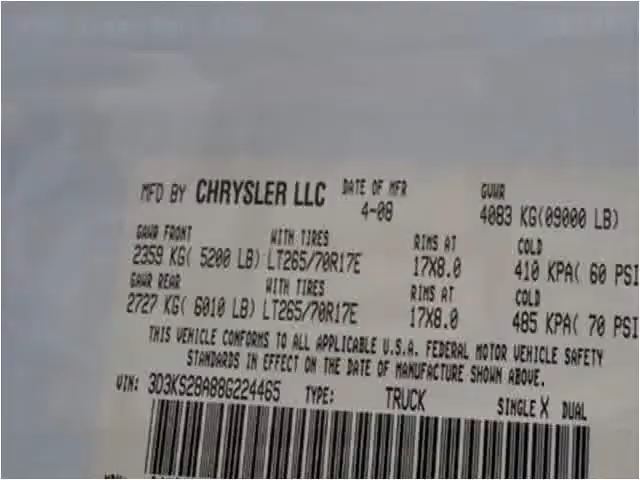 MFD BY CHRYSLER LLC DATE OF MFR GVWR
4-08 4083 KG(09000 LB)
GAWR FRONT WITH TIRES RIMS AT COLD
2359 KG( 5200 LB) LT265/70R17E 17X8.0 410 KPA( 60 PSI
GAWR REAR WITH TIRES RIMS AT COLD
2727 KG( 6010 LB) LT265/70R17E 17X8.0 485 KPA( 70 PSI
THIS VEHICLE CONFORMS TO ALL APPLICABLE U.S.A. FEDERAL MOTOR VEHICLE SAFETY
STANDARDS IN EFFECT ON THE DATE OF MANUFACTURE SHOWN ABOVE.
VIN: 3D3KS28A88G224465 TYPE: TRUCK SINGLE X DUAL